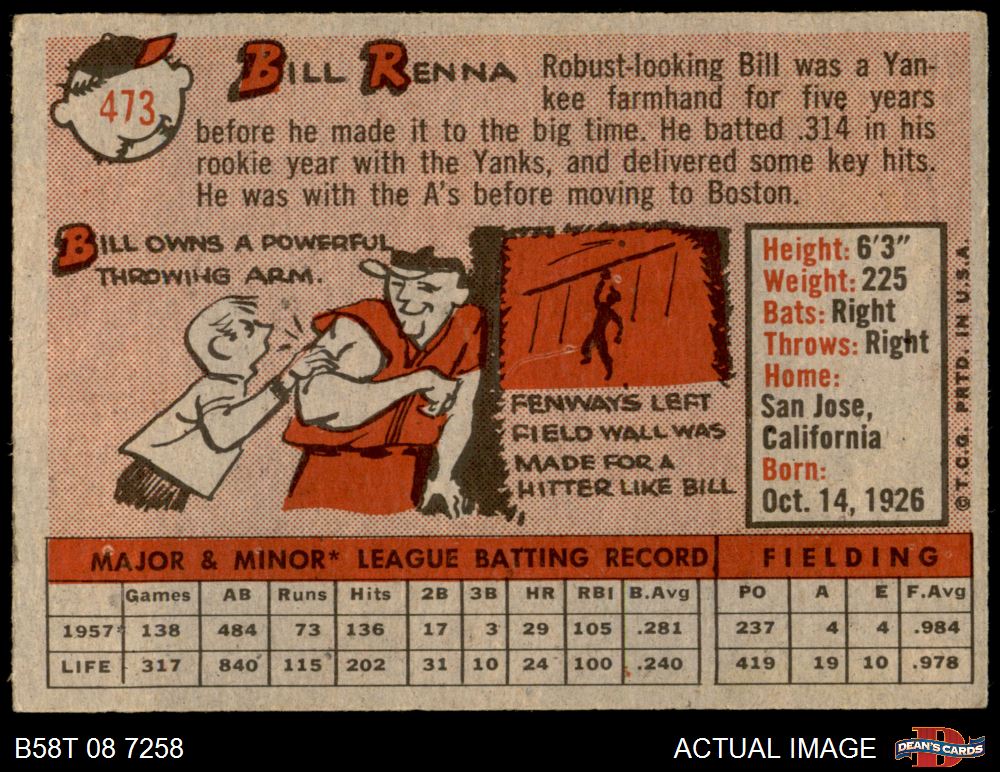 473
BILL RENNA
Robust-looking Bill was a Yan-
kee farmhand for five years
before he made it to the big time. He batted .314 in his
rookie year with the Yanks, and delivered some key hits.
He was with the A's before moving to Boston.
BILL OWNS A POWERFUL
THROWING ARM.
FENWAY'S LEFT
FIELD WALL WAS
MADE FOR A
HITTER LIKE BILL
Height: 6'3"
Weight: 225
Bats: Right
Throws: Right
Home:
San Jose,
California
Born:
Oct. 14, 1926
© T.C.G. PRTD. IN U.S.A.
MAJOR & MINOR* LEAGUE BATTING RECORD FIELDING
Games AB Runs Hits 2B 3B HR RBI B.Avg PO A E F.Avg
1957* 138 484 73 136 17 3 29 105 .281 237 4 4 .984
LIFE 317 840 115 202 31 10 24 100 .240 419 19 10 .978
B58T 08 7258
ACTUAL IMAGE
DEAN'S CARDS